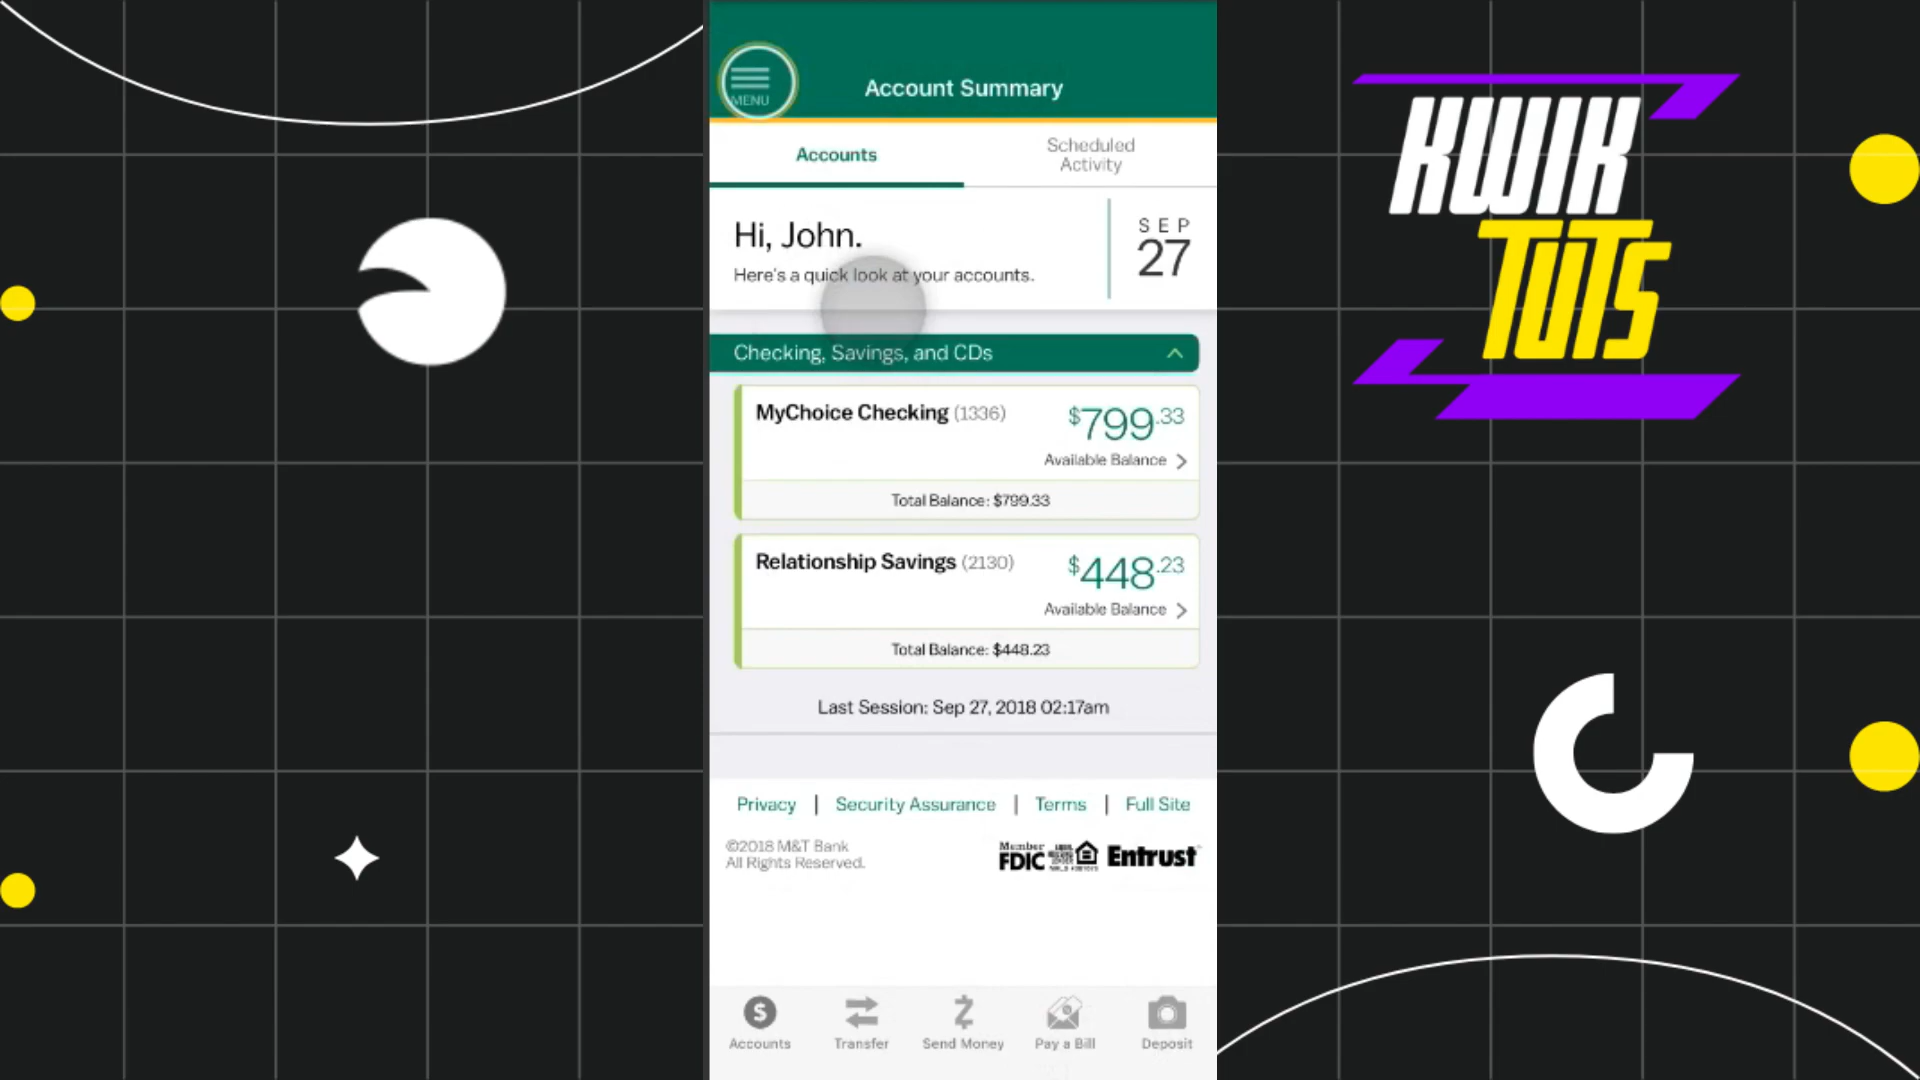 MENU
Account Summary
Accounts
Scheduled
Activity
Hi, John.
Here's a quick look at your accounts.
SEP
27
Checking, Savings, and CDs
MyChoice Checking (1336)
$799.33
Available Balance
Total Balance: $799.33
Relationship Savings (2130)
$448.23
Available Balance
Total Balance: $448.23
Last Session: Sep 27, 2018 02:17am
Privacy | Security Assurance | Terms | Full Site
©2018 M&T Bank
All Rights Reserved.
Member
FDIC
Entrust
Accounts
Transfer
Send Money
Pay a Bill
Deposit
KWIK
TUTS